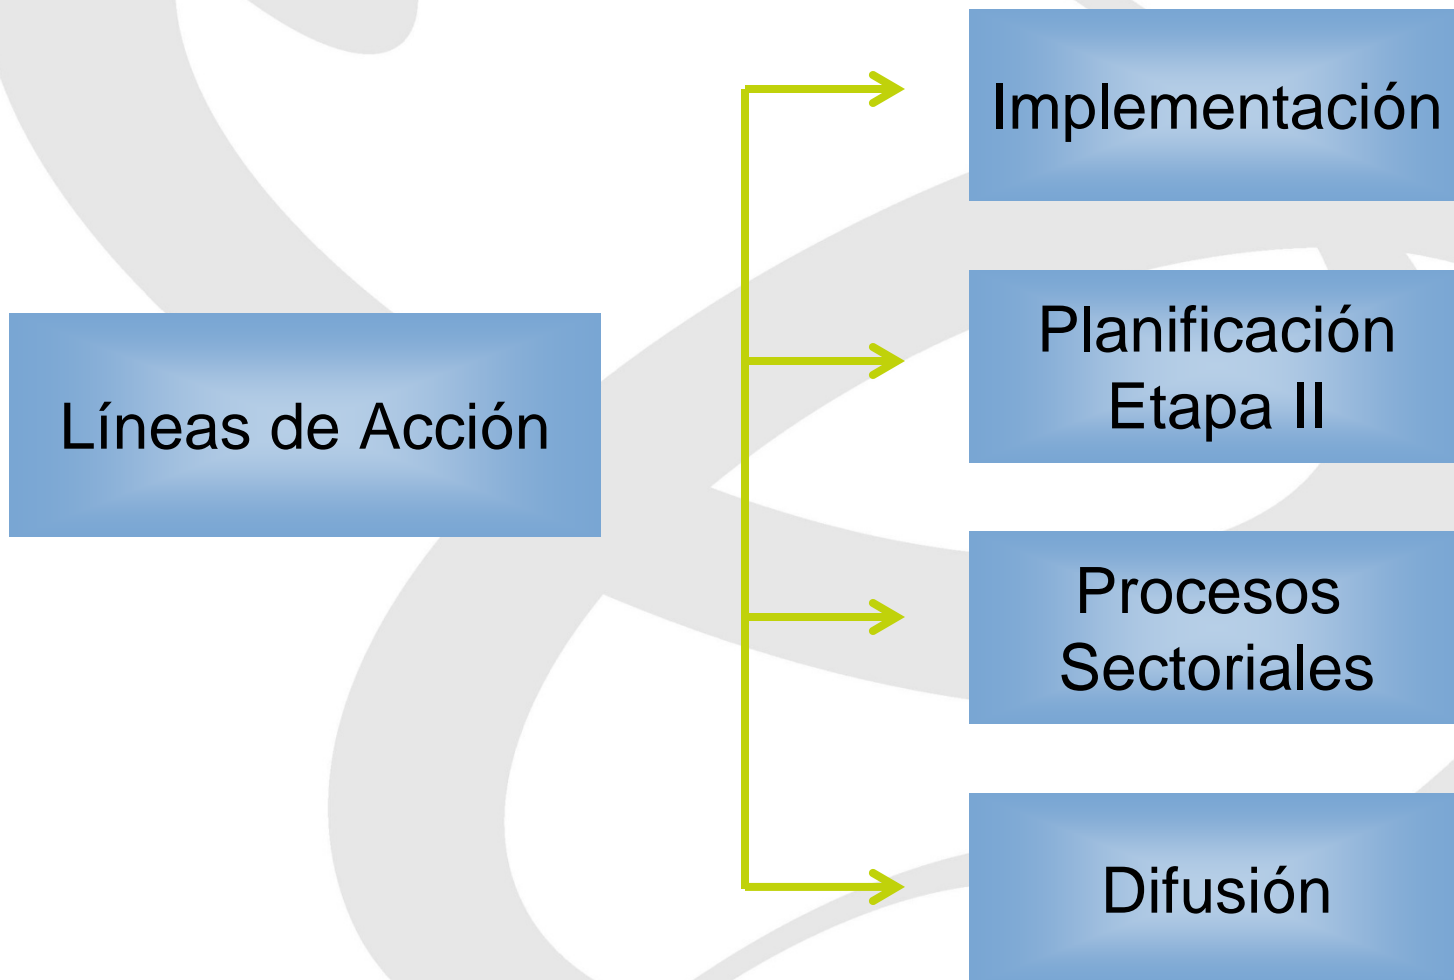 Líneas de Acción
Implementación
Planificación
Etapa II
Procesos
Sectoriales
Difusión